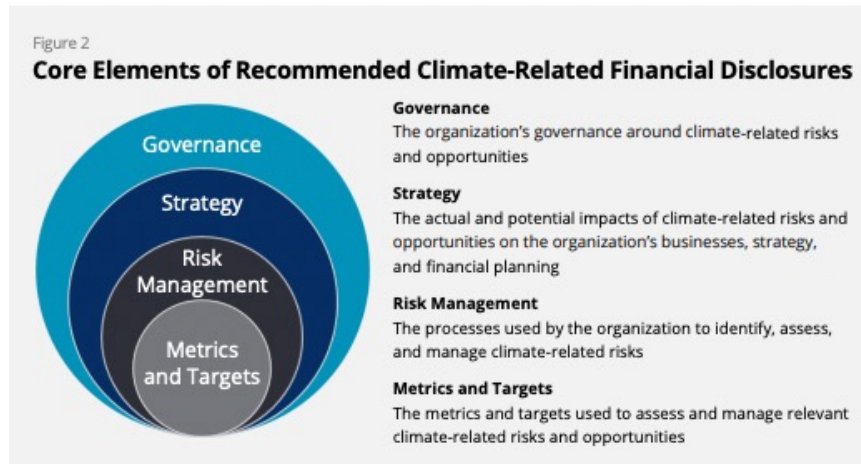 Figure 2
Core Elements of Recommended Climate-Related Financial Disclosures
Governance
Strategy
Risk
Management
Metrics
and Targets
Governance
The organization's governance around climate-related risks
and opportunities
Strategy
The actual and potential impacts of climate-related risks and
opportunities on the organization's businesses, strategy,
and financial planning
Risk Management
The processes used by the organization to identify, assess,
and manage climate-related risks
Metrics and Targets
The metrics and targets used to assess and manage relevant
climate-related risks and opportunities